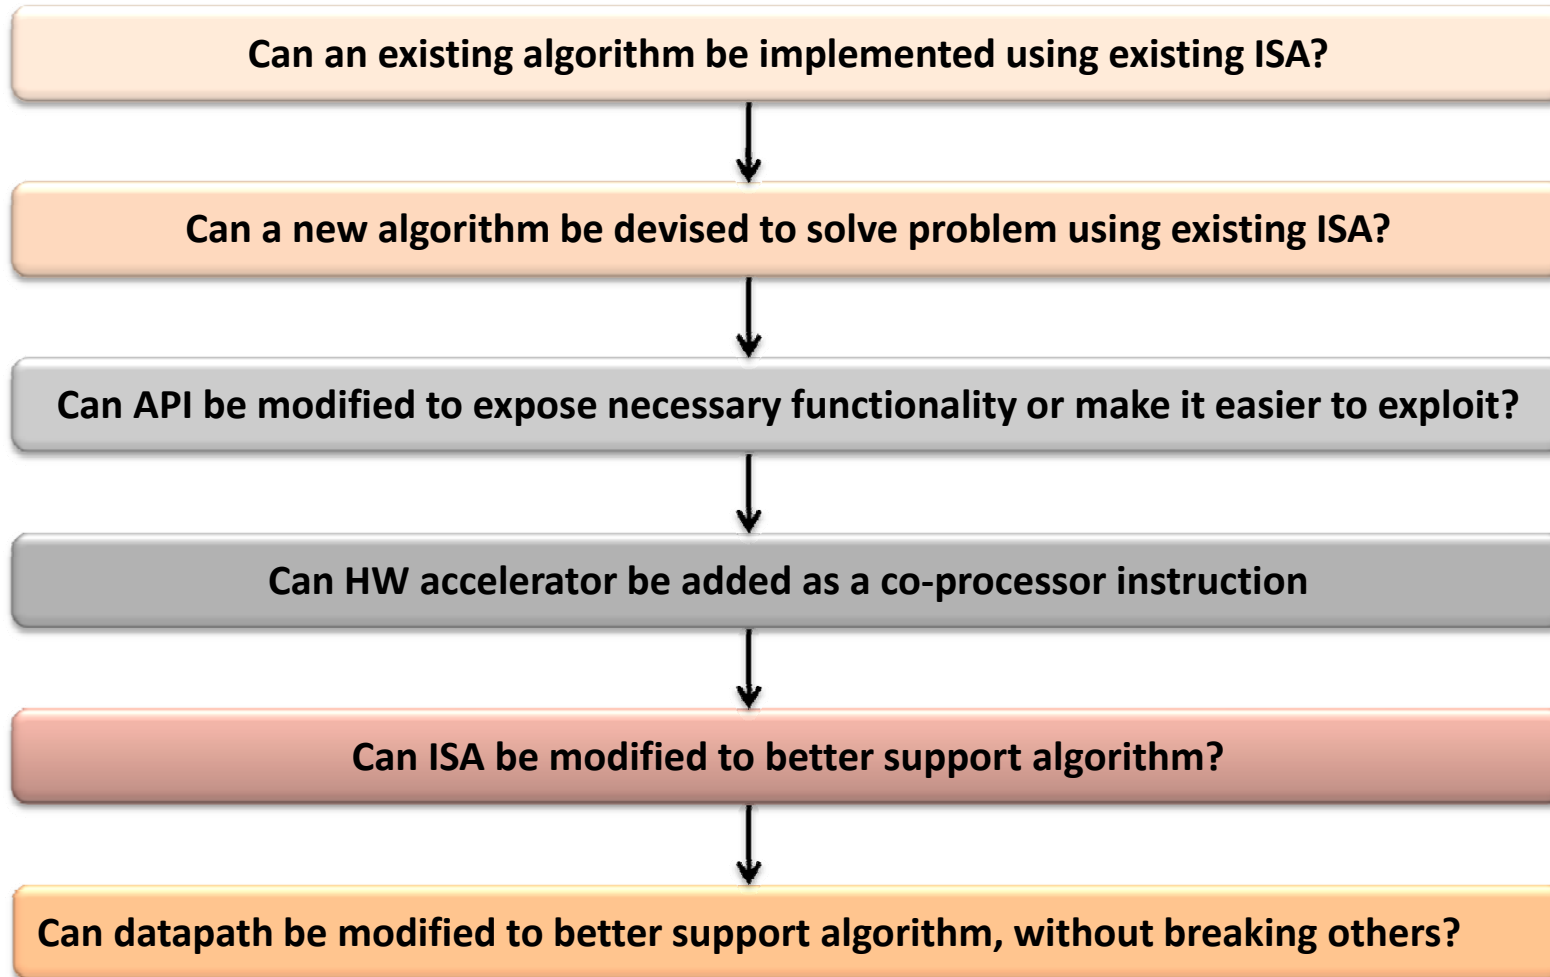 Can an existing algorithm be implemented using existing ISA?
Can a new algorithm be devised to solve problem using existing ISA?
Can API be modified to expose necessary functionality or make it easier to exploit?
Can HW accelerator be added as a co-processor instruction
Can ISA be modified to better support algorithm?
Can datapath be modified to better support algorithm, without breaking others?